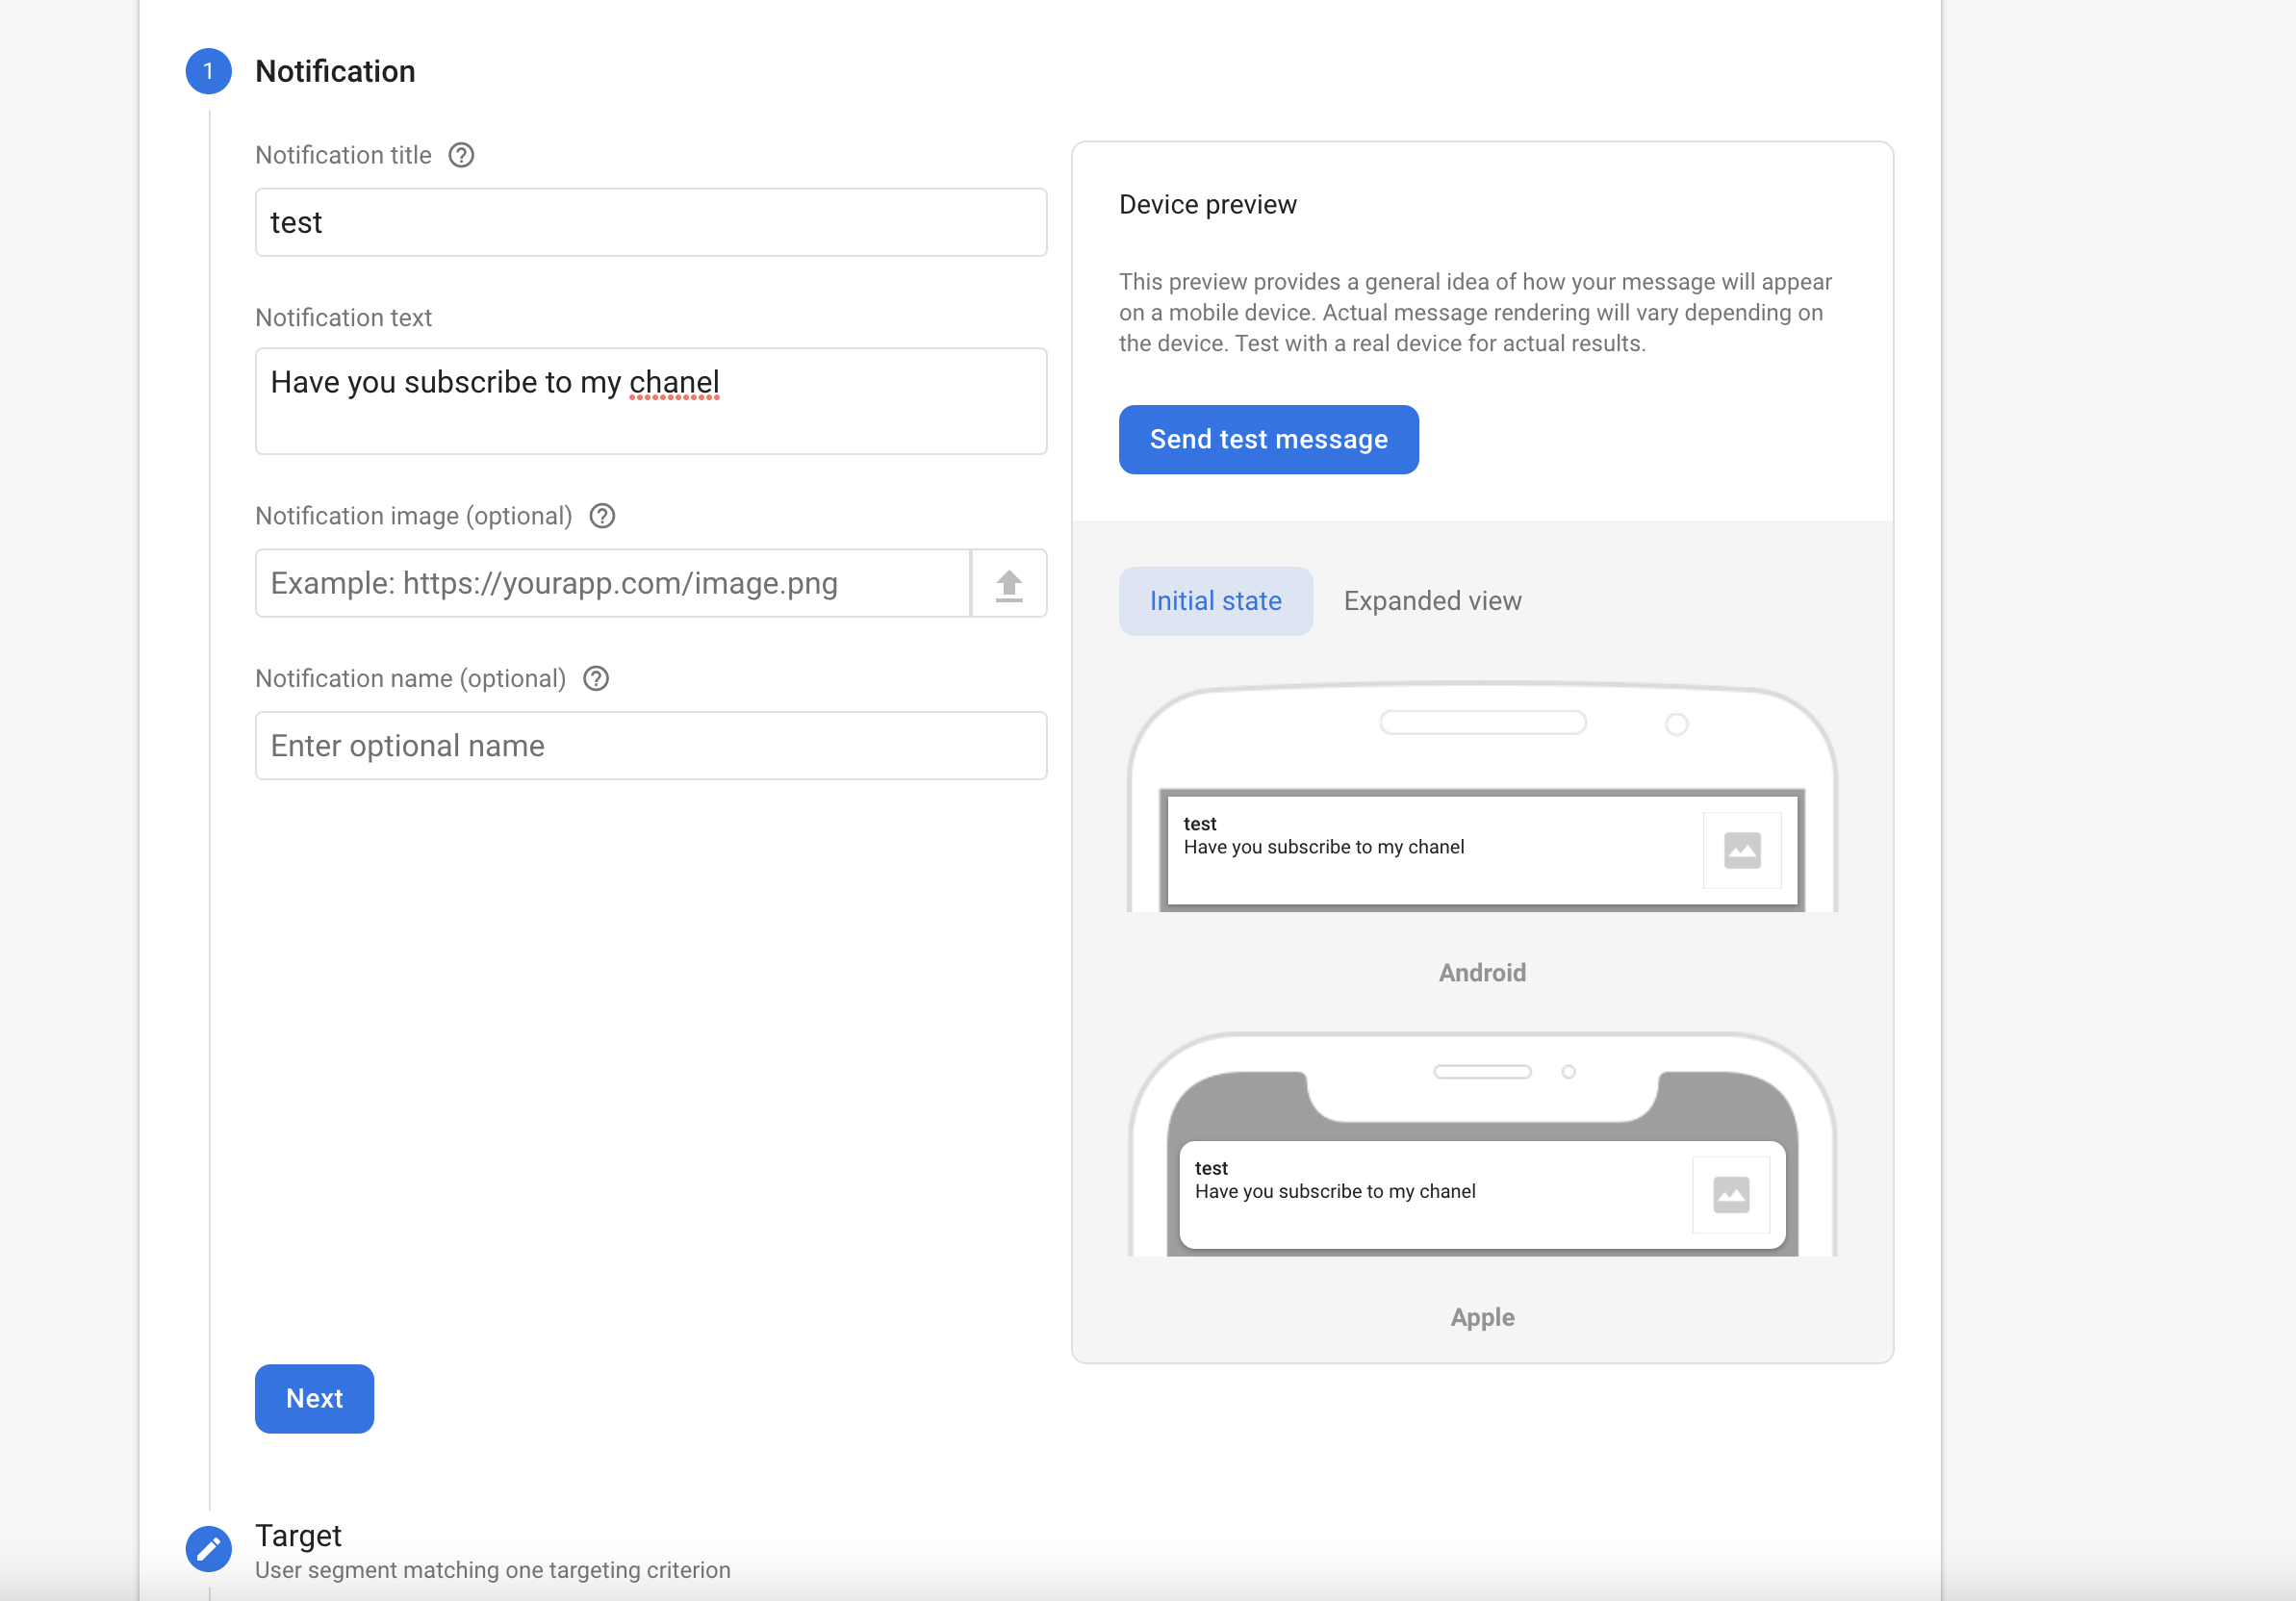 1 Notification
Notification title
test
Notification text
Have you subscribe to my chanel
Notification image (optional)
Example: https://yourapp.com/image.png
Notification name (optional)
Enter optional name
Next
Device preview
This preview provides a general idea of how your message will appear
on a mobile device. Actual message rendering will vary depending on
the device. Test with a real device for actual results.
Send test message
Initial state Expanded view
test
Have you subscribe to my chanel
Android
test
Have you subscribe to my chanel
Apple
Target
User segment matching one targeting criterion